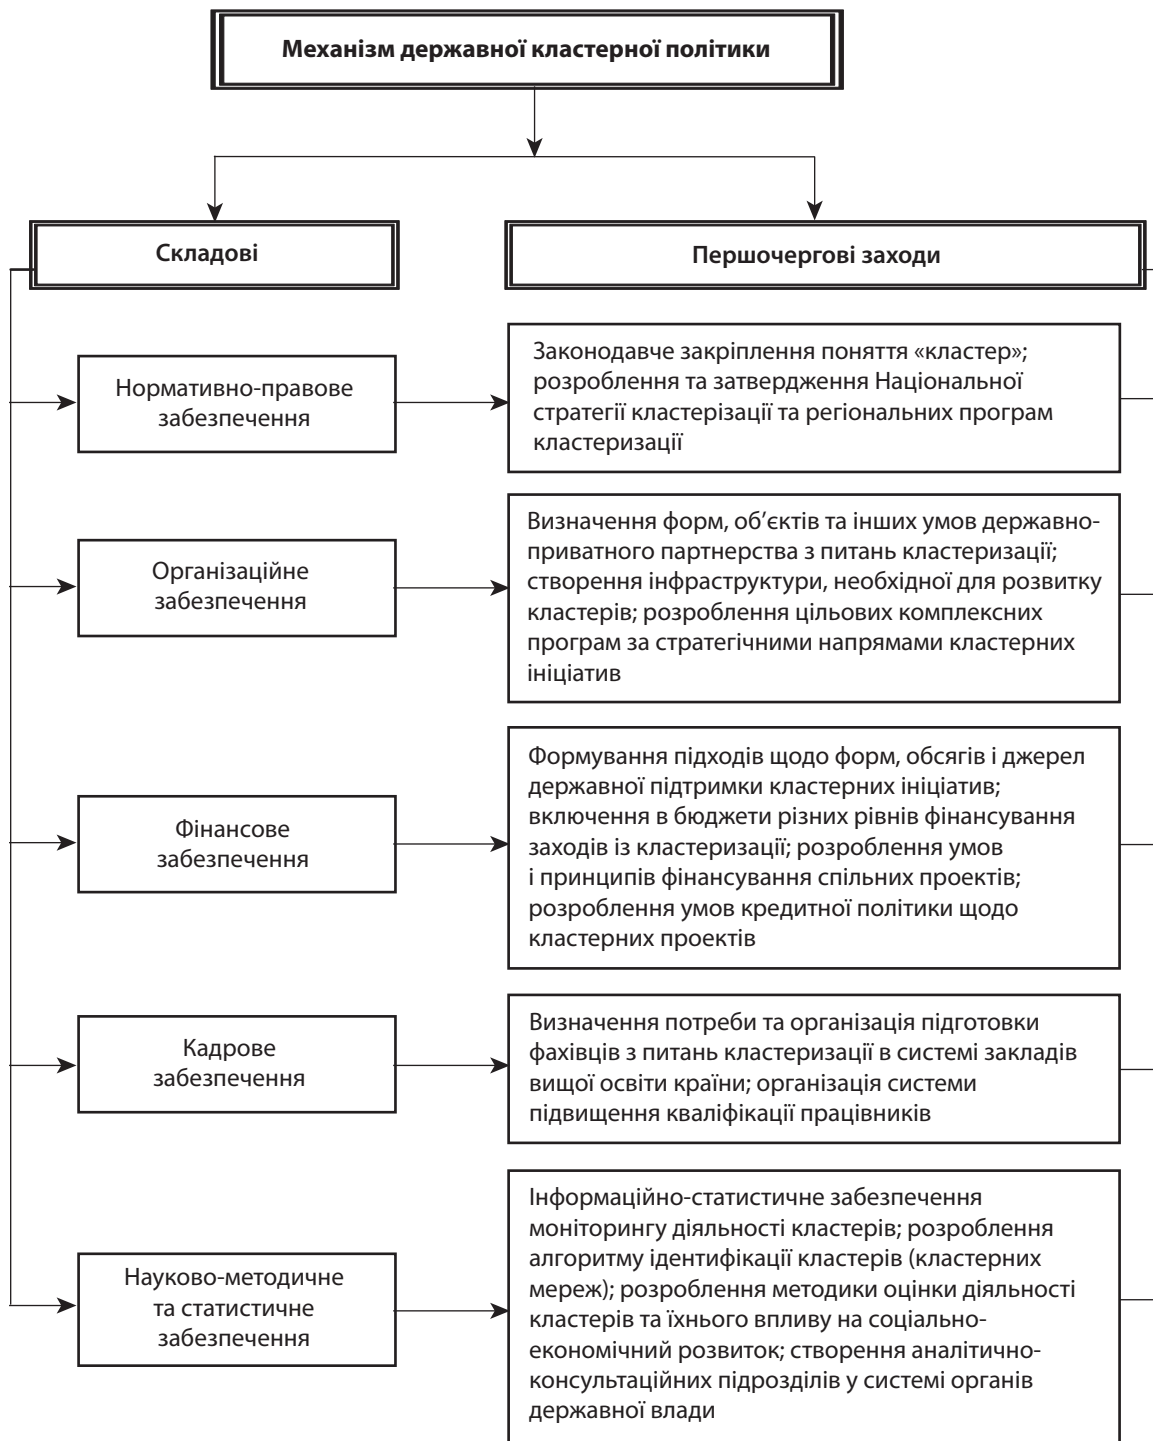 Механізм державної кластерної політики
Складові
Першочергові заходи
Нормативно-правове
забезпечення
Законодавче закріплення поняття «кластер»;
розроблення та затвердження Національної
стратегії кластерізації та регіональних програм
кластеризації
Організаційне
забезпечення
Визначення форм, об’єктів та інших умов державно-
приватного партнерства з питань кластеризації;
створення інфраструктури, необхідної для розвитку
кластерів; розроблення цільових комплексних
програм за стратегічними напрямами кластерних
ініціатив
Фінансове
забезпечення
Формування підходів щодо форм, обсягів і джерел
державної підтримки кластерних ініціатив;
включення в бюджети різних рівнів фінансування
заходів із кластеризації; розроблення умов
і принципів фінансування спільних проектів;
розроблення умов кредитної політики щодо
кластерних проектів
Кадрове
забезпечення
Визначення потреби та організація підготовки
фахівців з питань кластеризації в системі закладів
вищої освіти країни; організація системи
підвищення кваліфікації працівників
Науково-методичне
та статистичне
забезпечення
Інформаційно-статистичне забезпечення
моніторингу діяльності кластерів; розроблення
алгоритму ідентифікації кластерів (кластерних
мереж); розроблення методики оцінки діяльності
кластерів та їхнього впливу на соціально-
економічний розвиток; створення аналітично-
консультаційних підрозділів у системі органів
державної влади